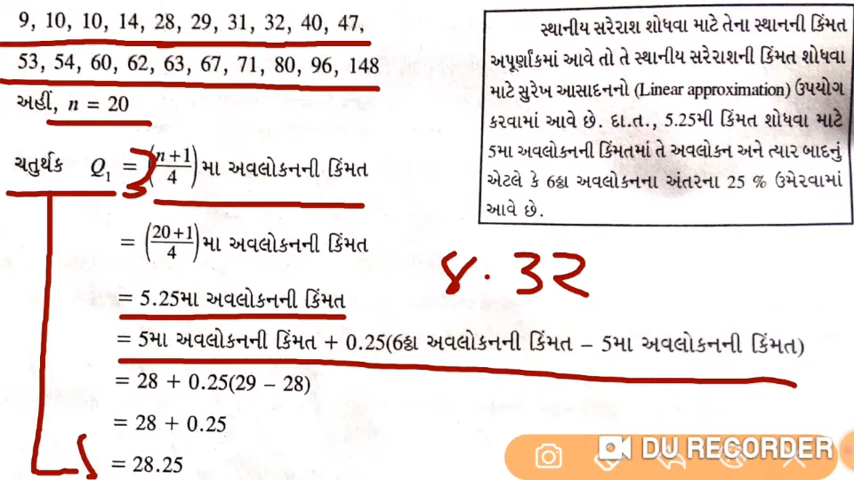 9, 10, 10, 14, 28, 29, 31, 32, 40, 47,
53, 54, 60, 62, 63, 67, 71, 80, 96, 148
અહીં, n = 20
ચતુર્થક Q₁ = (n+1/4) મા અવલોકનની કિંમત
= (20+1/4) મા અવલોકનની કિંમત
= 5.25મા અવલોકનની કિંમત
= 5મા અવલોકનની કિંમત + 0.25(6ઠ્ઠા અવલોકનની કિંમત – 5મા અવલોકનની કિંમત)
= 28 + 0.25(29 – 28)
= 28 + 0.25
= 28.25
સ્થાનીય સરેરાશ શોધવા માટે તેના સ્થાનની કિંમત
અપૂર્ણાંકમાં આવે તો તે સ્થાનીય સરેરાશની કિંમત શોધવા
માટે સુરેખ આસાદનનો (Linear approximation) ઉપયોગ
કરવામાં આવે છે. દા.ત., 5.25મી કિંમત શોધવા માટે
5મા અવલોકનની કિંમતમાં તે અવલોકન અને ત્યાર બાદનું
એટલે કે 6ઠ્ઠા અવલોકનના અંતરના 25 % ઉમેરવામાં
આવે છે.
8.32
DU RECORDER